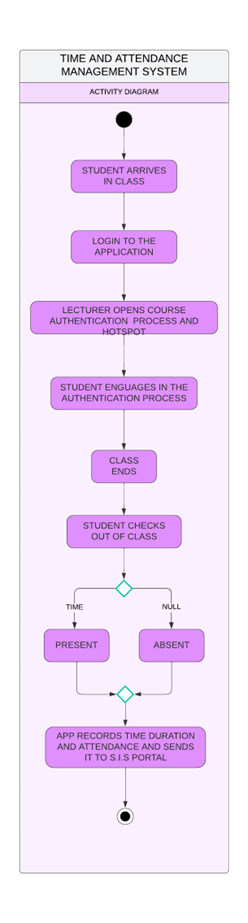 TIME AND ATTENDANCE
MANAGEMENT SYSTEM
ACTIVITY DIAGRAM
STUDENT ARRIVES
IN CLASS
LOGIN TO THE
APPLICATION
LECTURER OPENS COURSE
AUTHENTICATION PROCESS AND
HOTSPOT
STUDENT ENGUAGES IN THE
AUTHENTICATION PROCESS
CLASS
ENDS
STUDENT CHECKS
OUT OF CLASS
TIME
NULL
PRESENT
ABSENT
APP RECORDS TIME DURATION
AND ATTENDANCE AND SENDS
IT TO S.I.S PORTAL